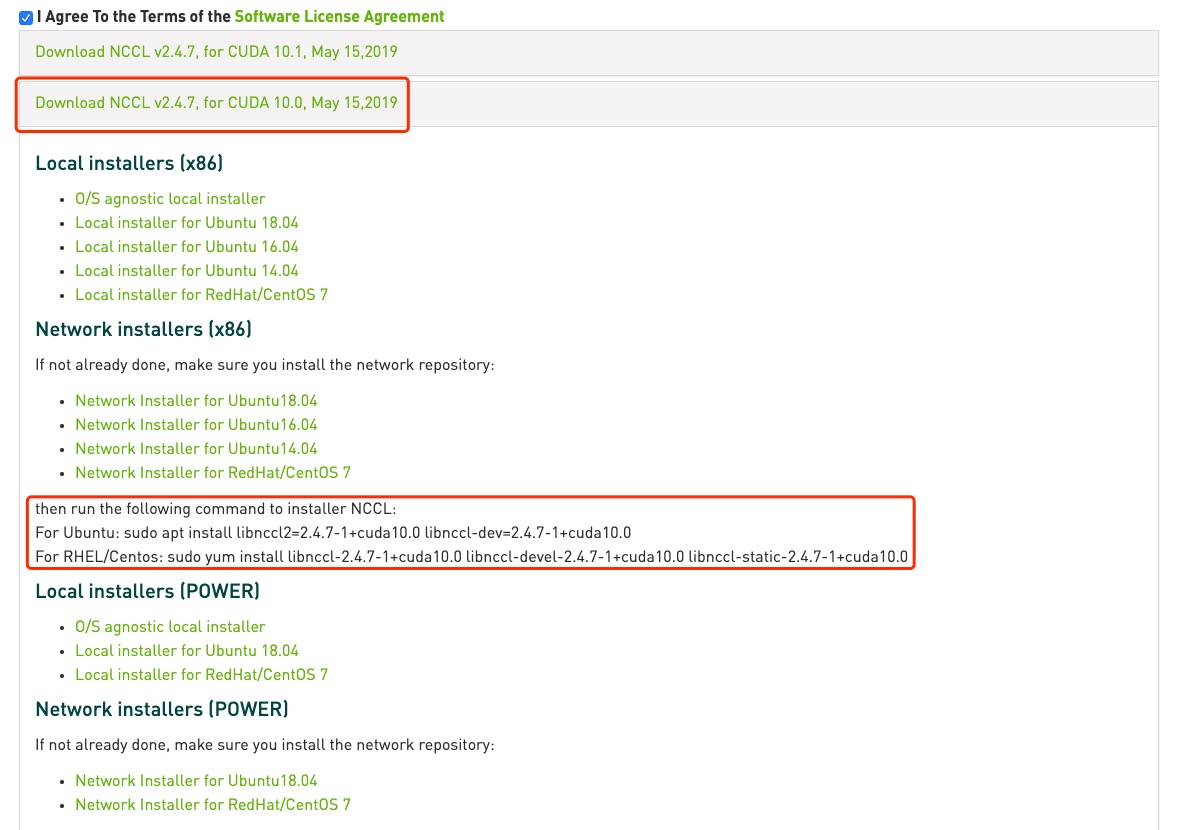 I Agree To the Terms of the Software License Agreement
Download NCCL v2.4.7, for CUDA 10.1, May 15,2019
Download NCCL v2.4.7, for CUDA 10.0, May 15,2019
Local installers (x86)
O/S agnostic local installer
Local installer for Ubuntu 18.04
Local installer for Ubuntu 16.04
Local installer for Ubuntu 14.04
Local installer for RedHat/CentOS 7
Network installers (x86)
If not already done, make sure you install the network repository:
Network Installer for Ubuntu18.04
Network Installer for Ubuntu16.04
Network Installer for Ubuntu14.04
Network Installer for RedHat/CentOS 7
then run the following command to installer NCCL:
For Ubuntu: sudo apt install libnccl2=2.4.7-1+cuda10.0 libnccl-dev=2.4.7-1+cuda10.0
For RHEL/Centos: sudo yum install libnccl-2.4.7-1+cuda10.0 libnccl-devel-2.4.7-1+cuda10.0 libnccl-static-2.4.7-1+cuda10.0
Local installers (POWER)
O/S agnostic local installer
Local installer for Ubuntu 18.04
Local installer for RedHat/CentOS 7
Network installers (POWER)
If not already done, make sure you install the network repository:
Network Installer for Ubuntu18.04
Network Installer for RedHat/CentOS 7